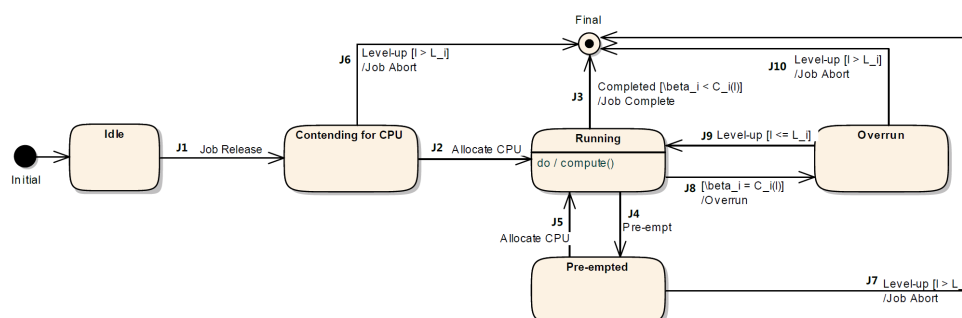 Final
J6
Level-up [l > L_i]
/Job Abort
Level-up [l > L_i]
J10
/Job Abort
J3
Completed [\beta_i < C_i(l)]
/Job Complete
Idle
Contending for CPU
Running
Overrun
J1 Job Release
J2 Allocate CPU
J9 Level-up [l <= L_i]
do / compute()
Initial
J8 [\beta_i = C_i(l)]
/Overrun
J5
Allocate CPU
J4
Pre-empt
Pre-empted
J7 Level-up [l > L_
/Job Abort